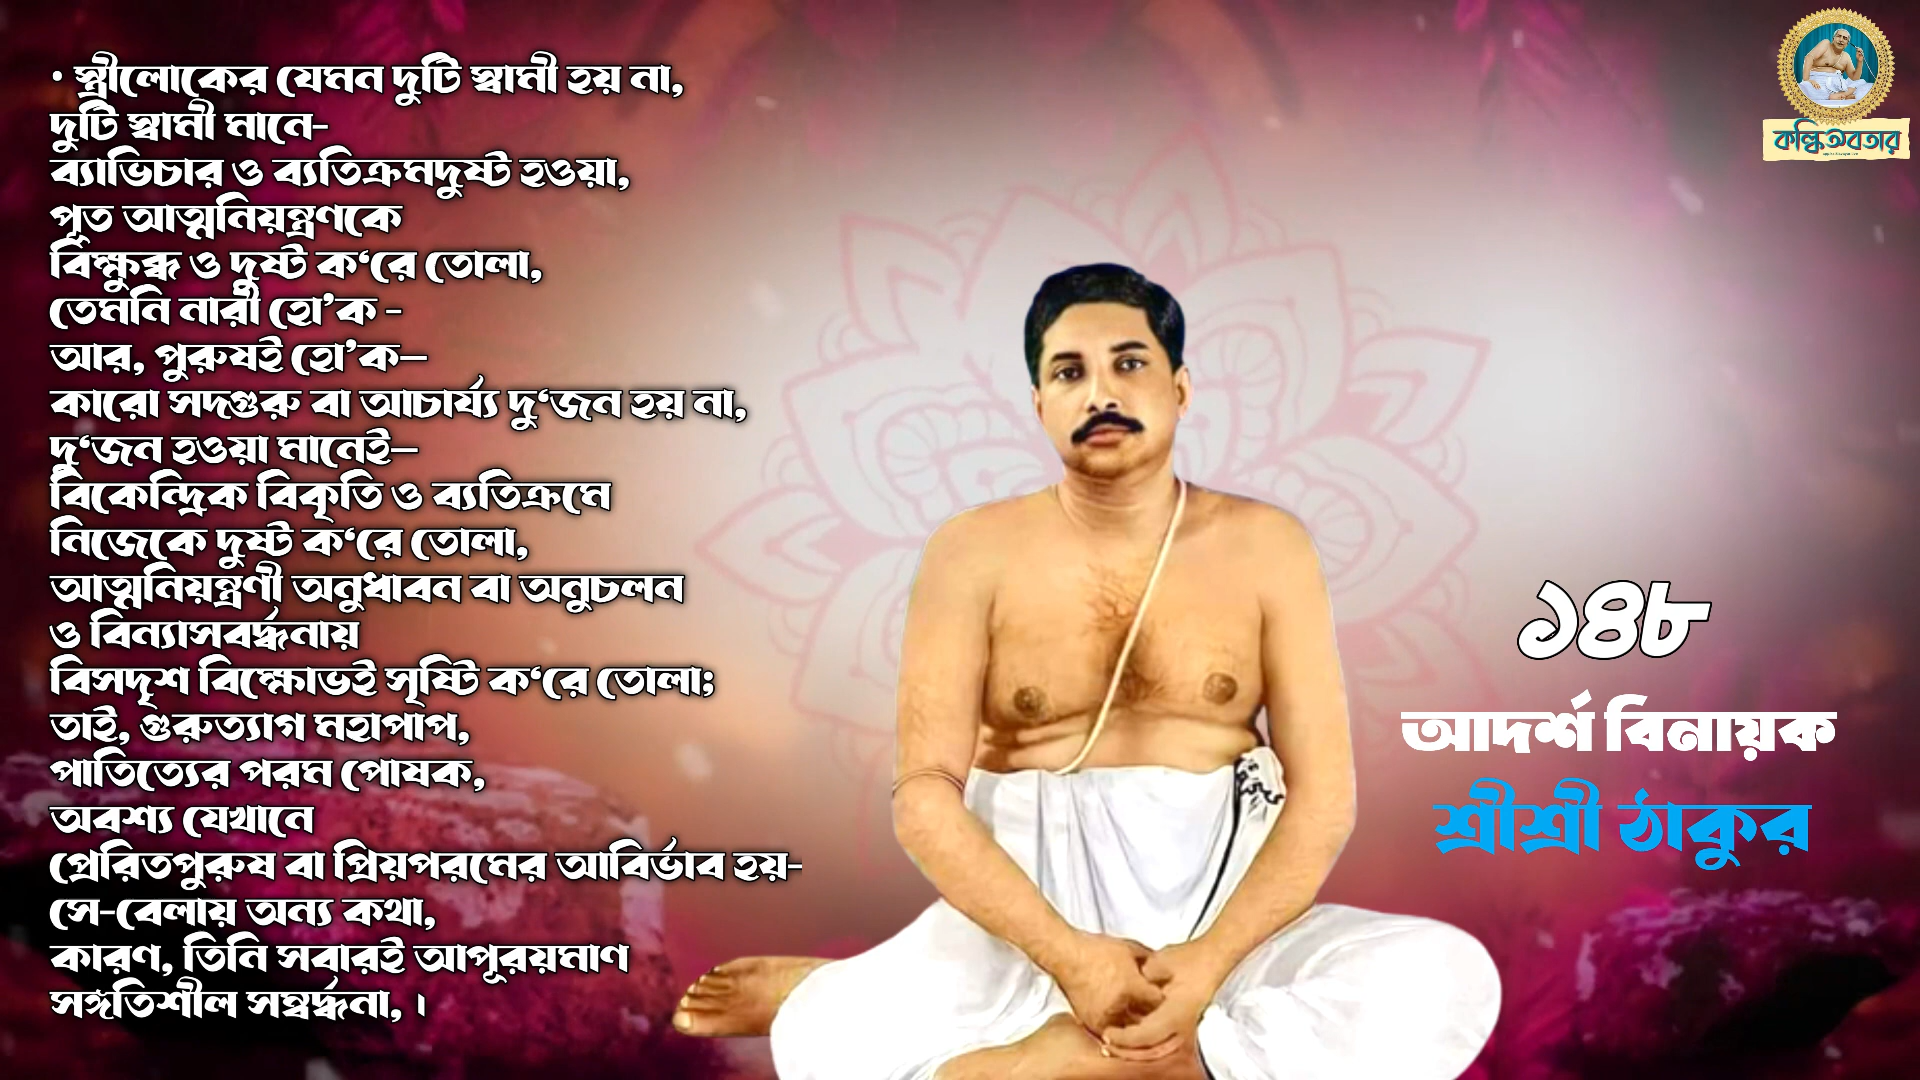 • স্ত্রীলোকের যেমন দুটি স্বামী হয় না,
দুটি স্বামী মানে-
ব্যাভিচার ও ব্যতিক্রমদুষ্ট হওয়া,
পূত আত্মনিয়ন্ত্রণকে
বিক্ষুব্ধ ও দুষ্ট ক‘রে তোলা,
তেমনি নারী হো’ক -
আর, পুরুষই হো’ক—
কারো সদগুরু বা আচার্য্য দু‘জন হয় না,
দু‘জন হওয়া মানেই—
বিকেন্দ্রিক বিকৃতি ও ব্যতিক্রমে
নিজেকে দুষ্ট ক‘রে তোলা,
আত্মনিয়ন্ত্রণী অনুধাবন বা অনুচলন
ও বিন্যাসবর্দ্ধনায়
বিসদৃশ বিক্ষোভই সৃষ্টি ক‘রে তোলা;
তাই, গুরুত্যাগ মহাপাপ,
পাতিত্যের পরম পোষক,
অবশ্য যেখানে
প্রেরিতপুরুষ বা প্রিয়পরমের আবির্ভাব হয়-
সে-বেলায় অন্য কথা,
কারণ, তিনি সবারই আপূরয়মাণ
সঙ্গতিশীল সম্বর্দ্ধনা, ।
কল্কিঅবতার
১৪৮
আদর্শ বিনায়ক
শ্রীশ্রী ঠাকুর